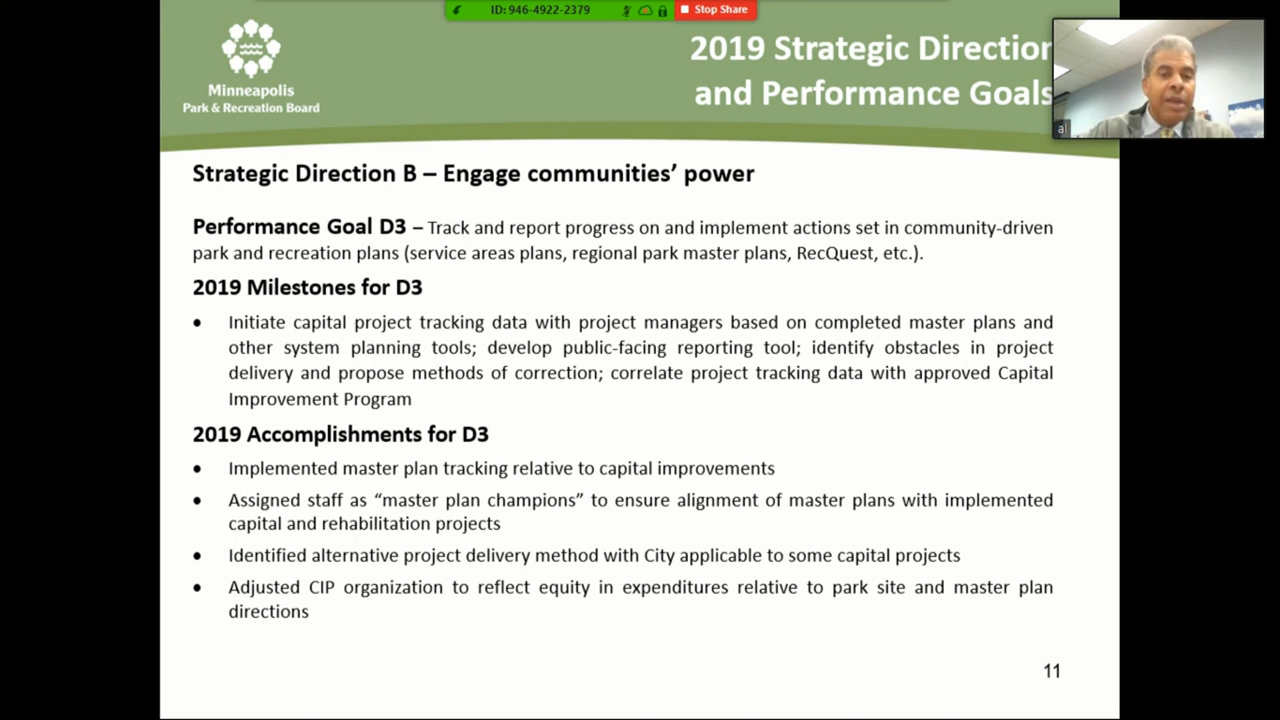 ID: 946-4922-2379
Stop Share
Minneapolis
Park & Recreation Board
2019 Strategic Direction
and Performance Goals
al
Strategic Direction B – Engage communities’ power
Performance Goal D3 – Track and report progress on and implement actions set in community-driven
park and recreation plans (service areas plans, regional park master plans, RecQuest, etc.).
2019 Milestones for D3
• Initiate capital project tracking data with project managers based on completed master plans and
other system planning tools; develop public-facing reporting tool; identify obstacles in project
delivery and propose methods of correction; correlate project tracking data with approved Capital
Improvement Program
2019 Accomplishments for D3
• Implemented master plan tracking relative to capital improvements
• Assigned staff as “master plan champions” to ensure alignment of master plans with implemented
capital and rehabilitation projects
• Identified alternative project delivery method with City applicable to some capital projects
• Adjusted CIP organization to reflect equity in expenditures relative to park site and master plan
directions
11